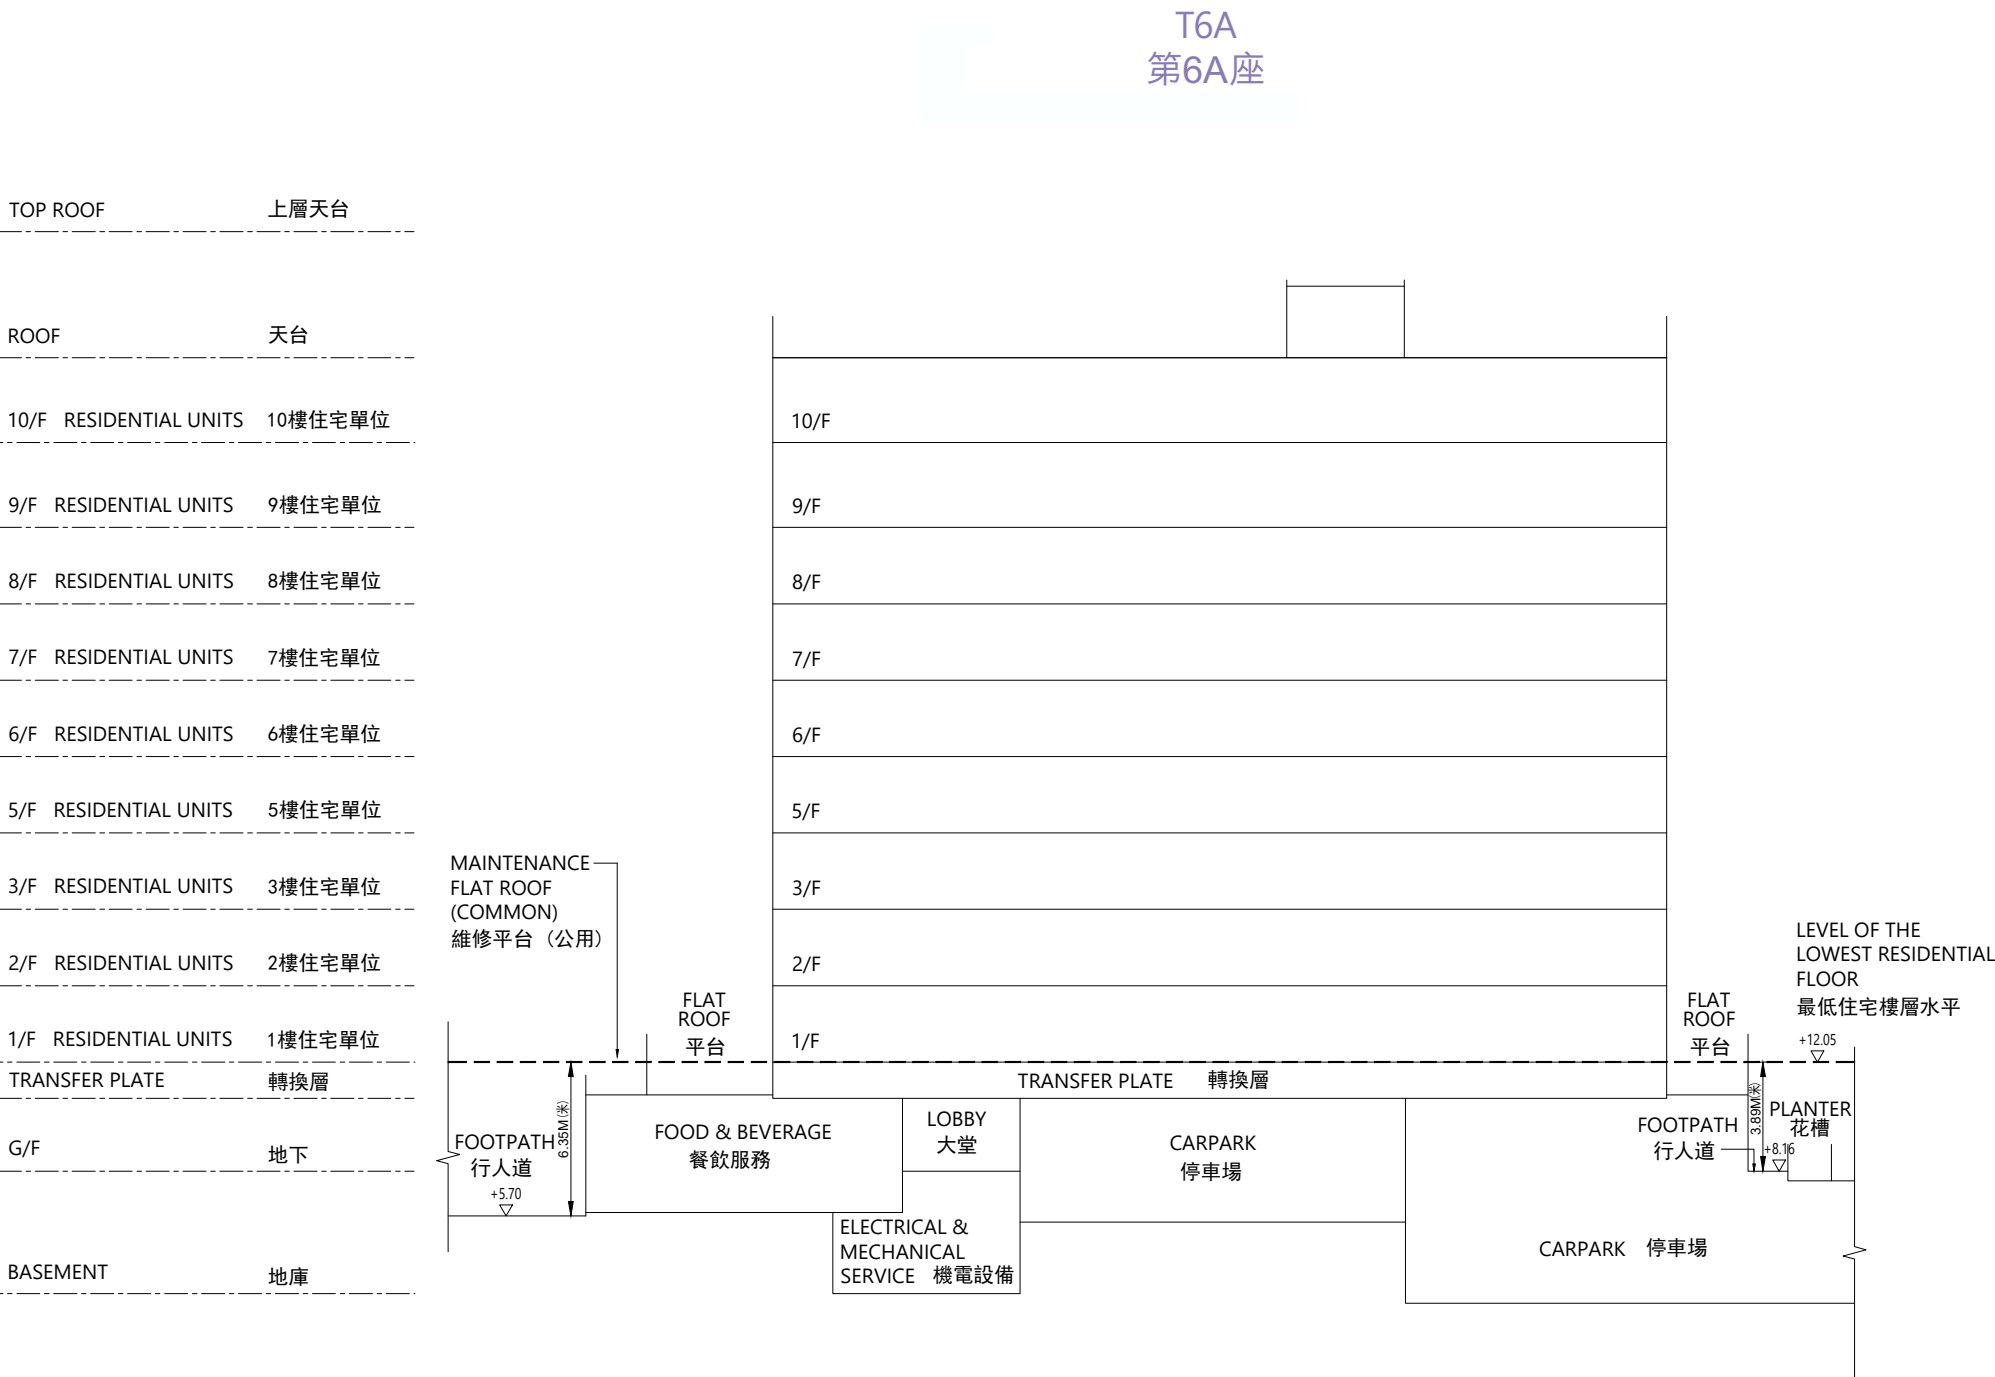 T6A
第6A座
TOP ROOF 上層天台
ROOF 天台
10/F RESIDENTIAL UNITS 10樓住宅單位
10/F
9/F RESIDENTIAL UNITS 9樓住宅單位
9/F
8/F RESIDENTIAL UNITS 8樓住宅單位
8/F
7/F RESIDENTIAL UNITS 7樓住宅單位
7/F
6/F RESIDENTIAL UNITS 6樓住宅單位
6/F
5/F RESIDENTIAL UNITS 5樓住宅單位
5/F
3/F RESIDENTIAL UNITS 3樓住宅單位
3/F
2/F RESIDENTIAL UNITS 2樓住宅單位
2/F
1/F RESIDENTIAL UNITS 1樓住宅單位
1/F
TRANSFER PLATE 轉換層
G/F 地下
BASEMENT 地庫
MAINTENANCE
FLAT ROOF
(COMMON)
維修平台（公用）
FLAT
ROOF
平台
TRANSFER PLATE 轉換層
FOOTPATH
行人道
+5.70
6.35M(米)
FOOD & BEVERAGE
餐飲服務
LOBBY
大堂
ELECTRICAL &
MECHANICAL
SERVICE 機電設備
CARPARK
停車場
CARPARK 停車場
FLAT
ROOF
平台
LEVEL OF THE
LOWEST RESIDENTIAL
FLOOR
最低住宅樓層水平
+12.05
3.89M(米)
FOOTPATH
行人道
+8.16
PLANTER
花槽